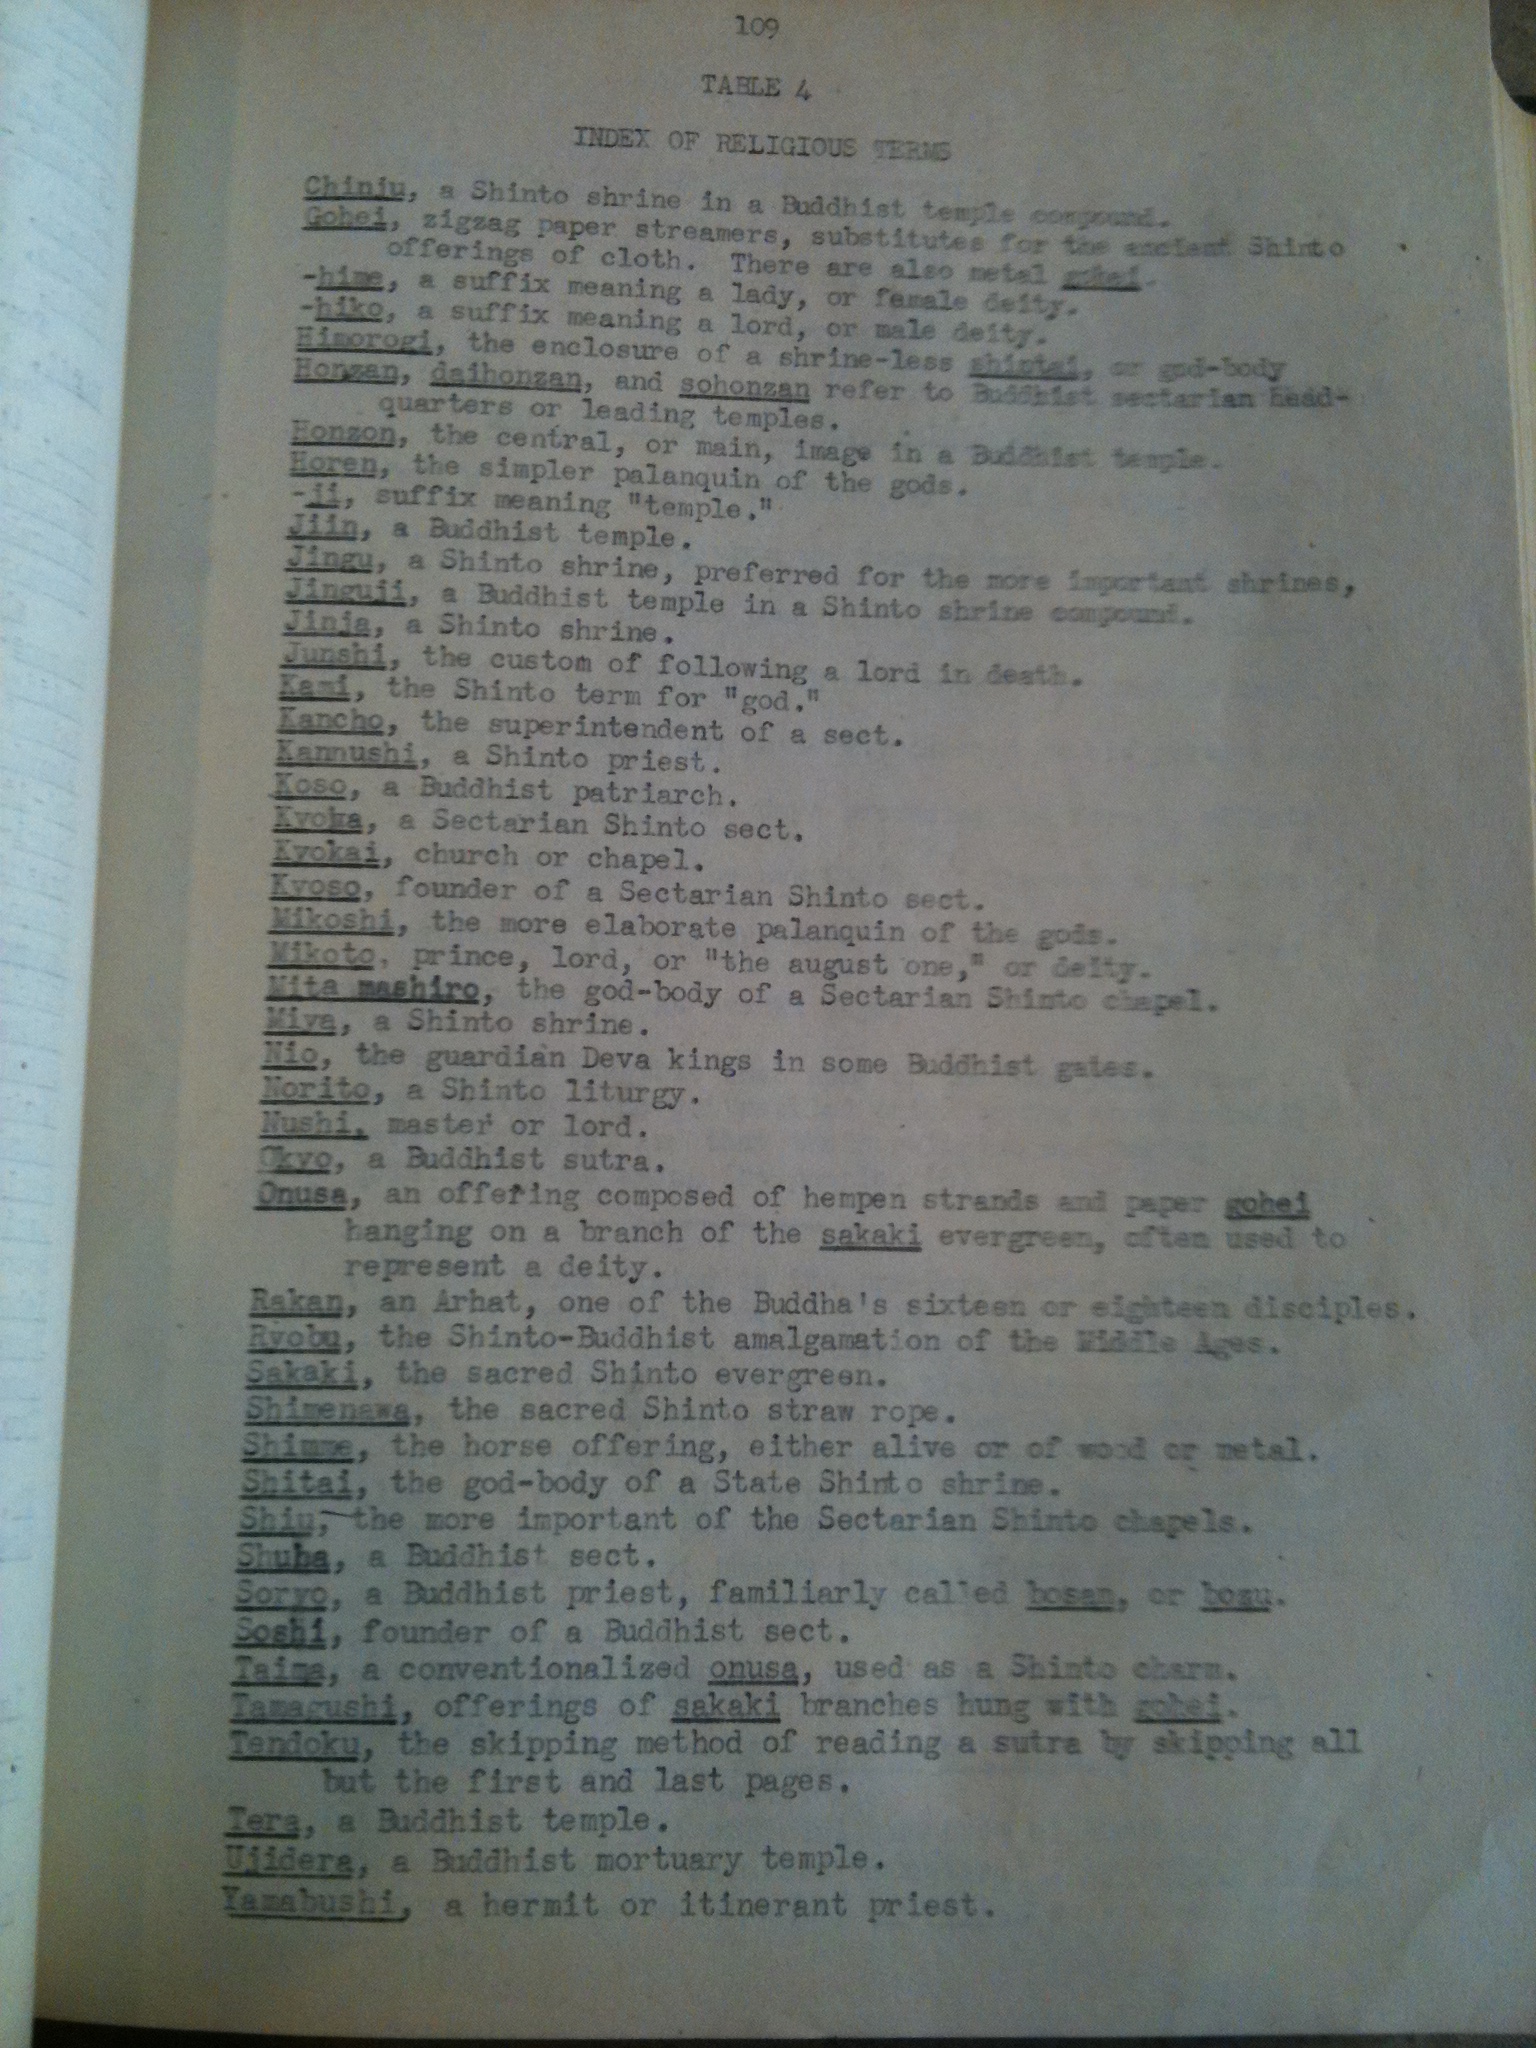 109
TABLE 4
INDEX OF RELIGIOUS TERMS
Chinju, a Shinto shrine in a Buddhist temple compound.
Gohei, zigzag paper streamers, substitutes for the ancient Shinto
offerings of cloth. There are also metal gohei.
-hime, a suffix meaning a lady, or female deity.
-hiko, a suffix meaning a lord, or male deity.
Himorogi, the enclosure of a shrine-less shintai, or god-body
Honzan, daihonzan, and sohonzan refer to Buddhist sectarian head-
quarters or leading temples.
Honzon, the central, or main, image in a Buddhist temple.
Horen, the simpler palanquin of the gods.
-ji, suffix meaning "temple."
Jiin, a Buddhist temple.
Jingu, a Shinto shrine, preferred for the more important shrines,
Jinguji, a Buddhist temple in a Shinto shrine compound.
Jinja, a Shinto shrine.
Junshi, the custom of following a lord in death.
Kami, the Shinto term for "god."
Kancho, the superintendent of a sect.
Kannushi, a Shinto priest.
Koso, a Buddhist patriarch.
Kyoha, a Sectarian Shinto sect.
Kyokai, church or chapel.
Kyoso, founder of a Sectarian Shinto sect.
Mikoshi, the more elaborate palanquin of the gods.
Mikoto, prince, lord, or "the august one," or deity.
Mita mashiro, the god-body of a Sectarian Shinto chapel.
Miya, a Shinto shrine.
Nio, the guardian Deva kings in some Buddhist gates.
Norito, a Shinto liturgy.
Nushi, master or lord.
Okyo, a Buddhist sutra.
Onusa, an offering composed of hempen strands and paper gohei
hanging on a branch of the sakaki evergreen, often used to
represent a deity.
Rakan, an Arhat, one of the Buddha's sixteen or eighteen disciples.
Ryobu, the Shinto-Buddhist amalgamation of the Middle Ages.
Sakaki, the sacred Shinto evergreen.
Shimenawa, the sacred Shinto straw rope.
Shimme, the horse offering, either alive or of wood or metal.
Shitai, the god-body of a State Shinto shrine.
Shiu, the more important of the Sectarian Shinto chapels.
Shuha, a Buddhist sect.
Soryo, a Buddhist priest, familiarly called bosan, or bozu.
Soshi, founder of a Buddhist sect.
Taima, a conventionalized onusa, used as a Shinto charm.
Tamagushi, offerings of sakaki branches hung with gohei.
Tendoku, the skipping method of reading a sutra by skipping all
but the first and last pages.
Tera, a Buddhist temple.
Ujidera, a Buddhist mortuary temple.
Yamabushi, a hermit or itinerant priest.